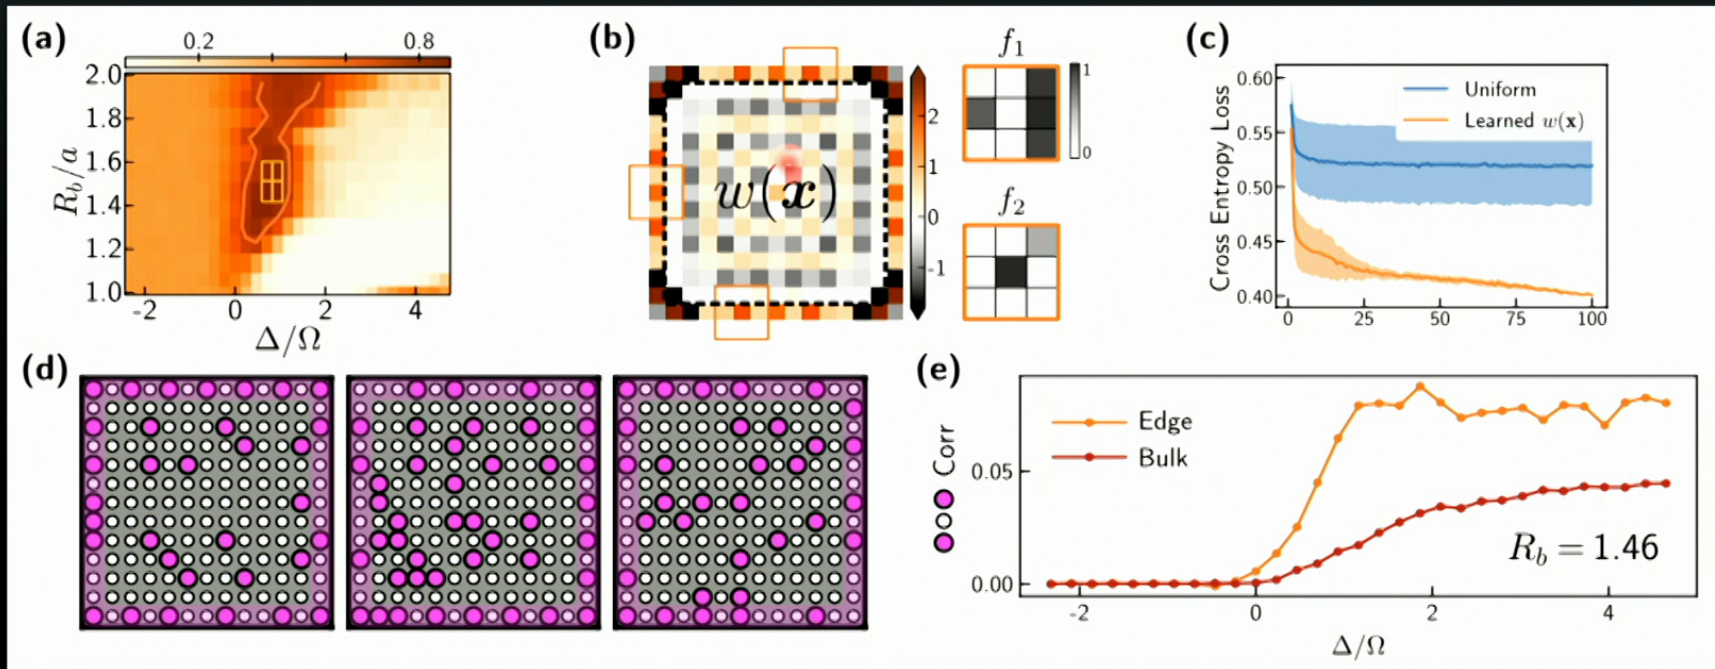 (a)
0.2 0.8
R_b/a
2.0
1.8
1.6
1.4
1.2
1.0
-2 0 2 4
Δ/Ω
(b)
w(x)
2
1
0
-1
f_1
1
0
f_2
(c)
Cross Entropy Loss
0.60
0.55
0.50
0.45
0.40
Uniform
Learned w(x)
0 25 50 75 100
(d)
(e)
Corr
0.05
0.00
Edge
Bulk
R_b = 1.46
-2 0 2 4
Δ/Ω